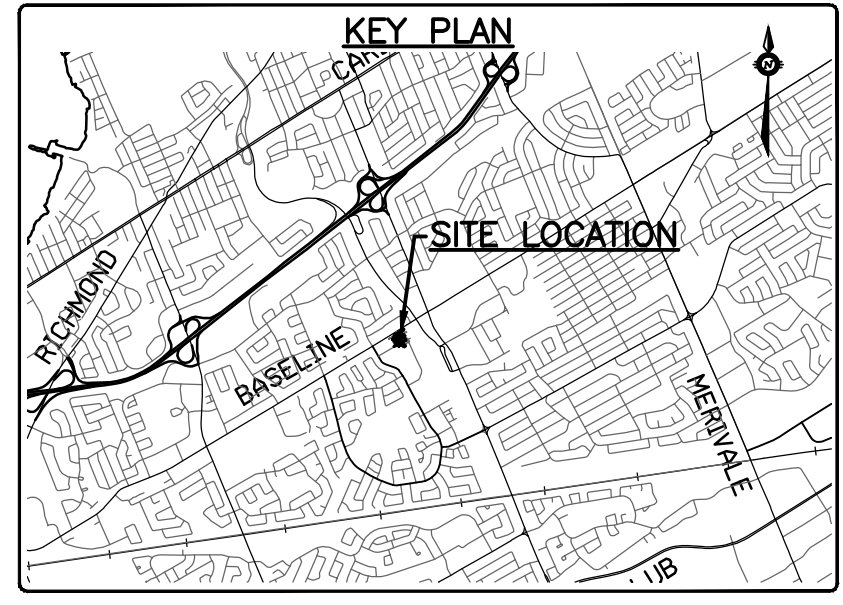 KEY PLAN
N
SITE LOCATION
RICHMOND
BASELINE
MERIVALE